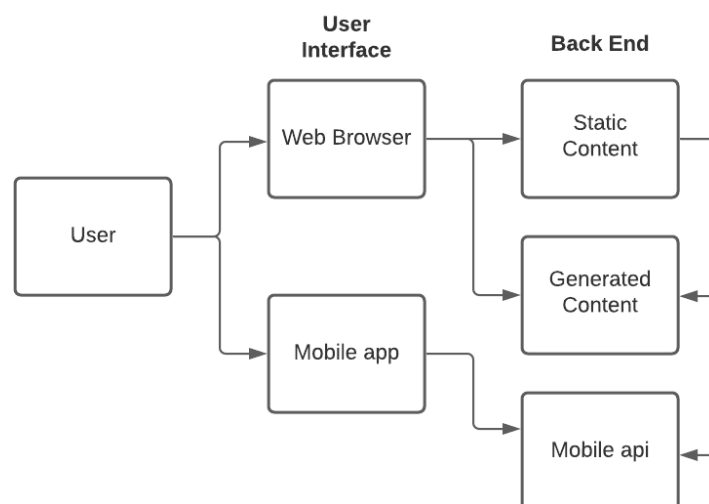 User
Interface
Back End
Web Browser
Static
Content
User
Generated
Content
Mobile app
Mobile api